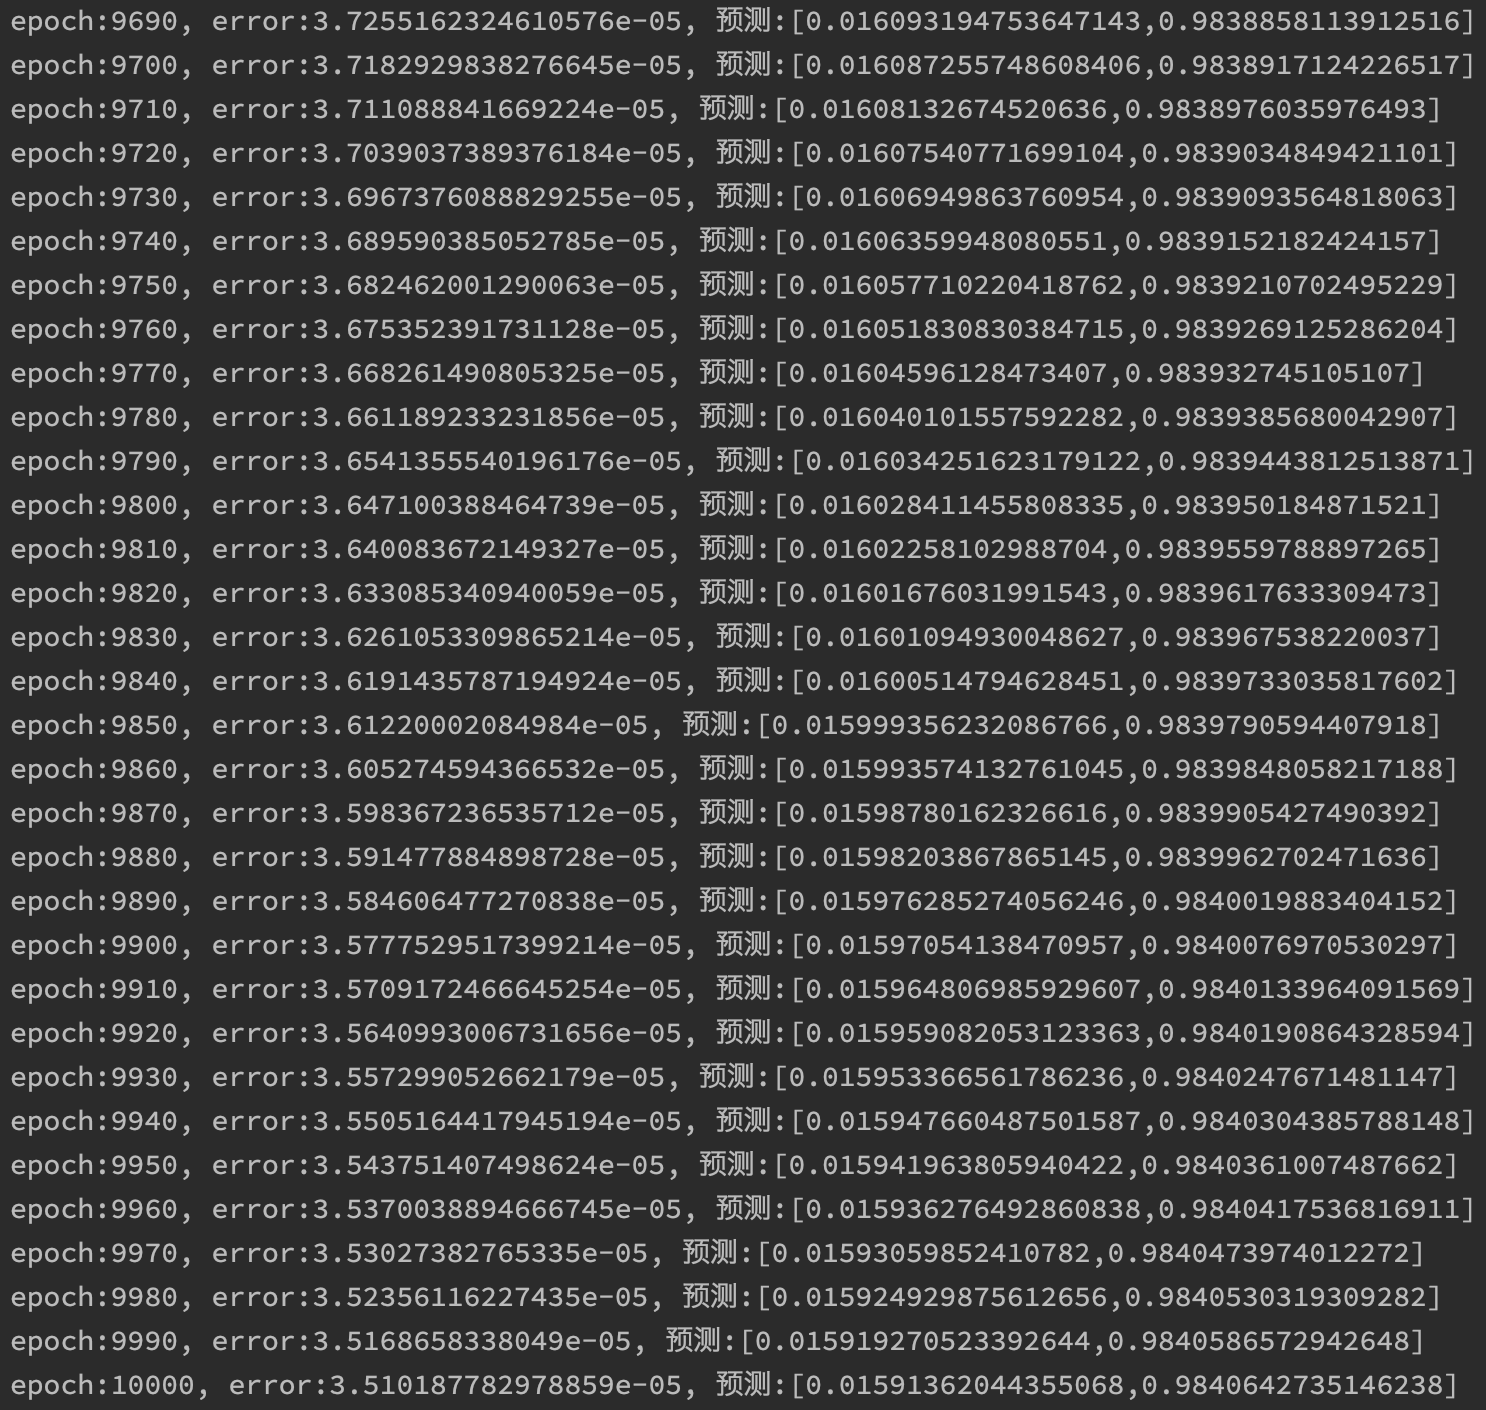 epoch:9690, error:3.7255162324610576e-05, 预测:[0.016093194753647143,0.9838858113912516]
epoch:9700, error:3.7182929838276645e-05, 预测:[0.016087255748608406,0.9838917124226517]
epoch:9710, error:3.711088841669224e-05, 预测:[0.01608132674520636,0.9838976035976493]
epoch:9720, error:3.7039037389376184e-05, 预测:[0.01607540771699104,0.9839034849421101]
epoch:9730, error:3.6967376088829255e-05, 预测:[0.01606949863760954,0.9839093564818063]
epoch:9740, error:3.689590385052785e-05, 预测:[0.01606359948080551,0.9839152182424157]
epoch:9750, error:3.682462001290063e-05, 预测:[0.016057710220418762,0.9839210702495229]
epoch:9760, error:3.675352391731128e-05, 预测:[0.016051830830384715,0.9839269125286204]
epoch:9770, error:3.668261490805325e-05, 预测:[0.01604596128473407,0.983932745105107]
epoch:9780, error:3.661189233231856e-05, 预测:[0.016040101557592282,0.9839385680042907]
epoch:9790, error:3.6541355540196176e-05, 预测:[0.016034251623179122,0.9839443812513871]
epoch:9800, error:3.647100388464739e-05, 预测:[0.016028411455808335,0.983950184871521]
epoch:9810, error:3.640083672149327e-05, 预测:[0.01602258102988704,0.9839559788897265]
epoch:9820, error:3.633085340940059e-05, 预测:[0.01601676031991543,0.9839617633309473]
epoch:9830, error:3.6261053309865214e-05, 预测:[0.01601094930048627,0.983967538220037]
epoch:9840, error:3.6191435787194924e-05, 预测:[0.01600514794628451,0.9839733035817602]
epoch:9850, error:3.61220002084984e-05, 预测:[0.015999356232086766,0.9839790594407918]
epoch:9860, error:3.605274594366532e-05, 预测:[0.015993574132761045,0.9839848058217188]
epoch:9870, error:3.598367236535712e-05, 预测:[0.01598780162326616,0.9839905427490392]
epoch:9880, error:3.591477884898728e-05, 预测:[0.01598203867865145,0.9839962702471636]
epoch:9890, error:3.584606477270838e-05, 预测:[0.015976285274056246,0.9840019883404152]
epoch:9900, error:3.5777529517399214e-05, 预测:[0.01597054138470957,0.9840076970530297]
epoch:9910, error:3.5709172466645254e-05, 预测:[0.015964806985929607,0.9840133964091569]
epoch:9920, error:3.5640993006731656e-05, 预测:[0.015959082053123363,0.9840190864328594]
epoch:9930, error:3.557299052662179e-05, 预测:[0.015953366561786236,0.9840247671481147]
epoch:9940, error:3.5505164417945194e-05, 预测:[0.015947660487501587,0.9840304385788148]
epoch:9950, error:3.543751407498624e-05, 预测:[0.015941963805940422,0.9840361007487662]
epoch:9960, error:3.5370038894666745e-05, 预测:[0.015936276492860838,0.9840417536816911]
epoch:9970, error:3.53027382765335e-05, 预测:[0.01593059852410782,0.9840473974012272]
epoch:9980, error:3.52356116227435e-05, 预测:[0.015924929875612656,0.9840530319309282]
epoch:9990, error:3.5168658338049e-05, 预测:[0.015919270523392644,0.9840586572942648]
epoch:10000, error:3.510187782978859e-05, 预测:[0.01591362044355068,0.9840642735146238]